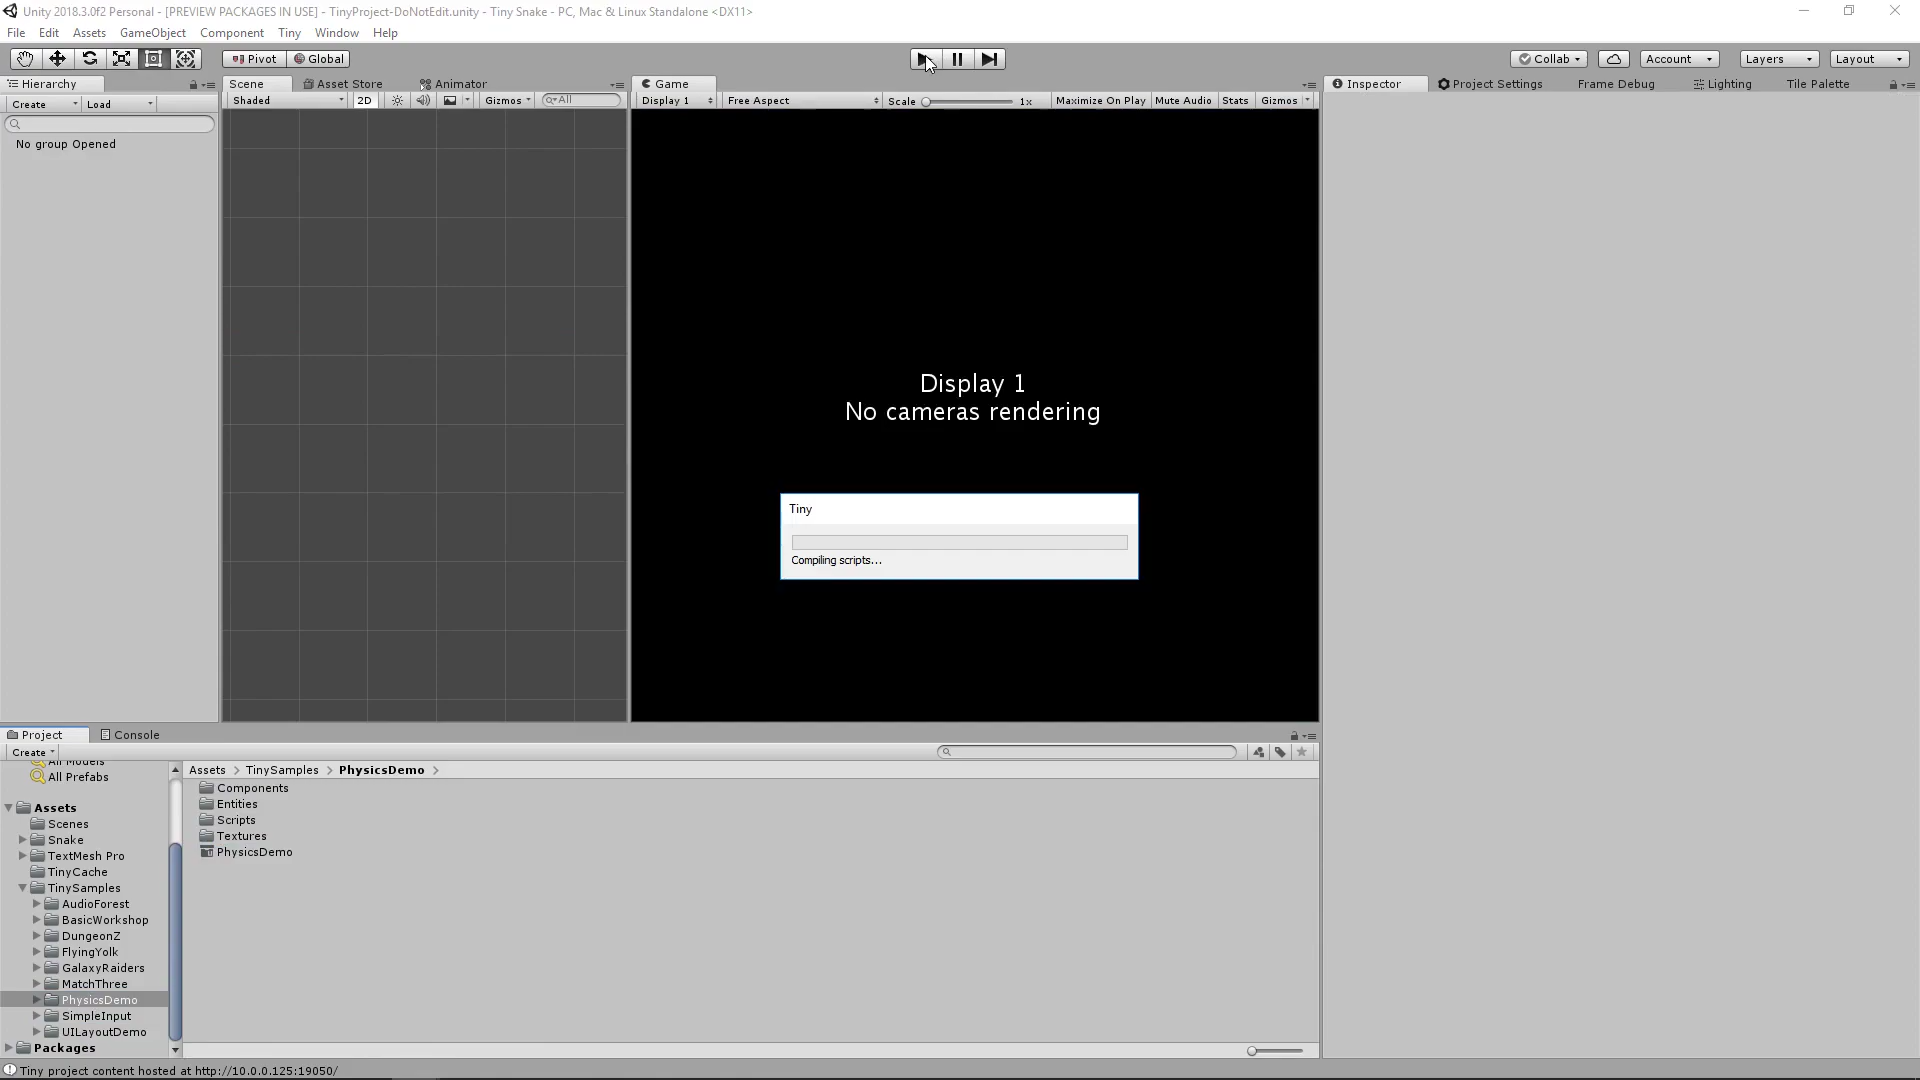 Unity 2018.3.0f2 Personal - [PREVIEW PACKAGES IN USE] - TinyProject-DoNotEdit.unity - Tiny Snake - PC, Mac & Linux Standalone <DX11>
File Edit Assets GameObject Component Tiny Window Help
Pivot Global Collab Account Layers Layout
Hierarchy Scene Asset Store Animator Game Inspector Project Settings Frame Debug Lighting Tile Palette
Create Load Shaded 2D Gizmos All Display 1 Free Aspect Scale 1x Maximize On Play Mute Audio Stats Gizmos
No group Opened
Display 1
No cameras rendering
Tiny
Compiling scripts...
Project Console
Create
All Models
All Prefabs
Assets > TinySamples > PhysicsDemo >
Components
Entities
Scripts
Textures
PhysicsDemo
Assets
Scenes
Snake
TextMesh Pro
TinyCache
TinySamples
AudioForest
BasicWorkshop
DungeonZ
FlyingYolk
GalaxyRaiders
MatchThree
PhysicsDemo
SimpleInput
UILayoutDemo
Packages
Tiny project content hosted at http://10.0.0.125:19050/